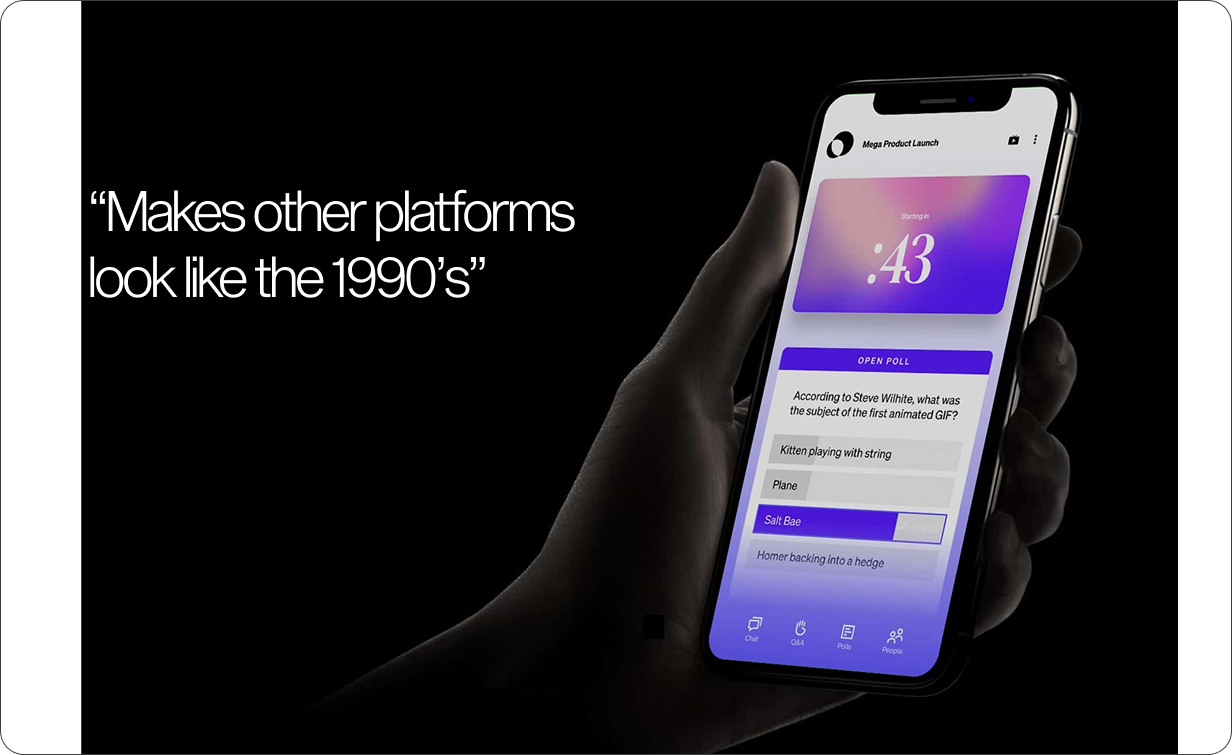 “Makes other platforms
look like the 1990’s”
Mega Product Launch
Starting in
:43
OPEN POLL
According to Steve Wilhite, what was
the subject of the first animated GIF?
Kitten playing with string
Plane
Salt Bae
Homer backing into a hedge
Chat
Q&A
Polls
People